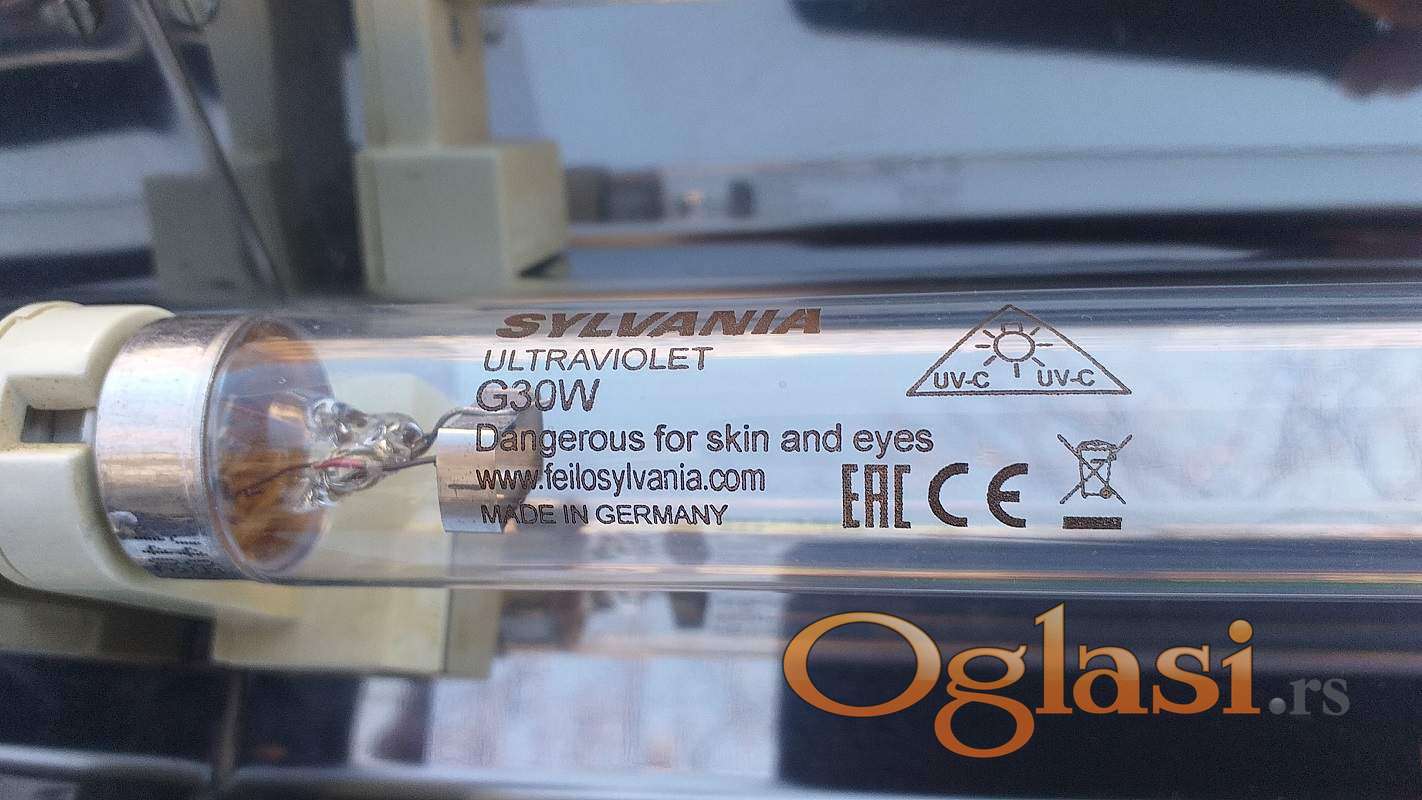 SYLVANIA
ULTRAVIOLET
G30W
Dangerous for skin and eyes
www.feilosylvania.com
MADE IN GERMANY
UV-C UV-C
EAC CE
Oglasi.rs